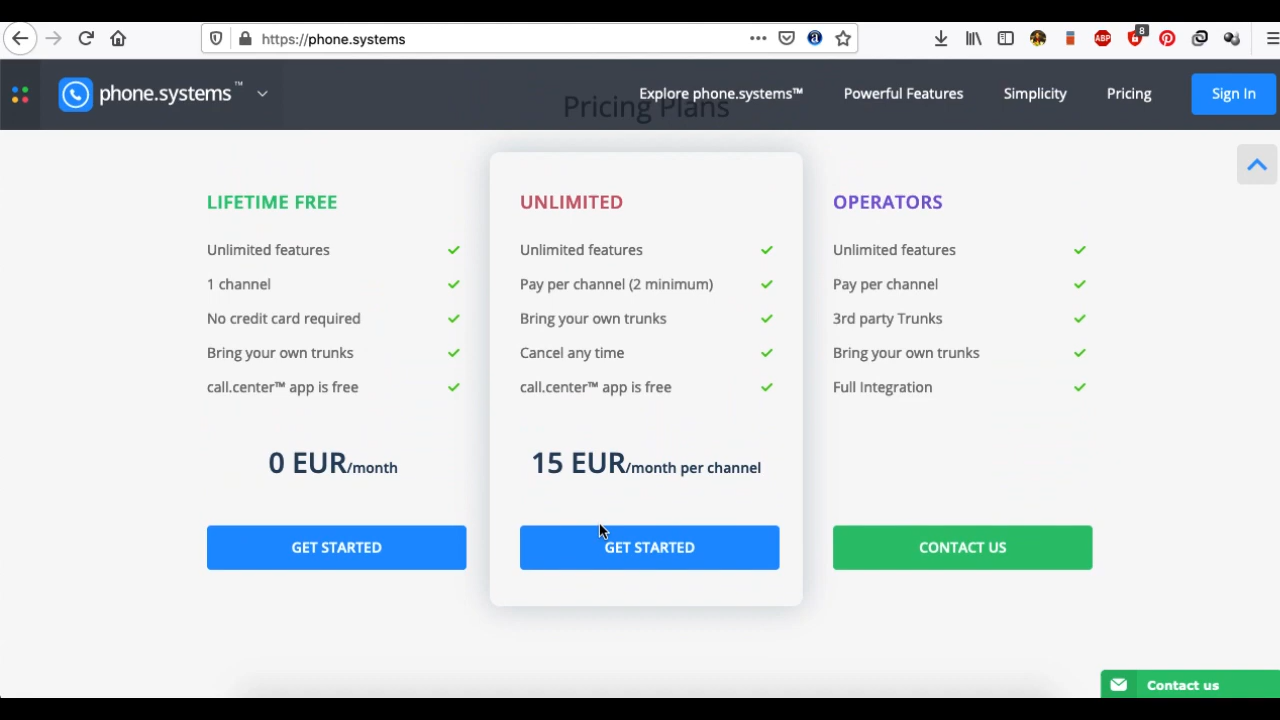 https://phone.systems
8
ABP
phone.systems™
Explore phone.systems™
Powerful Features
Simplicity
Pricing
Sign In
Pricing Plans
LIFETIME FREE
Unlimited features
1 channel
No credit card required
Bring your own trunks
call.center™ app is free
0 EUR/month
GET STARTED
UNLIMITED
Unlimited features
Pay per channel (2 minimum)
Bring your own trunks
Cancel any time
call.center™ app is free
15 EUR/month per channel
GET STARTED
OPERATORS
Unlimited features
Pay per channel
3rd party Trunks
Bring your own trunks
Full Integration
CONTACT US
Contact us